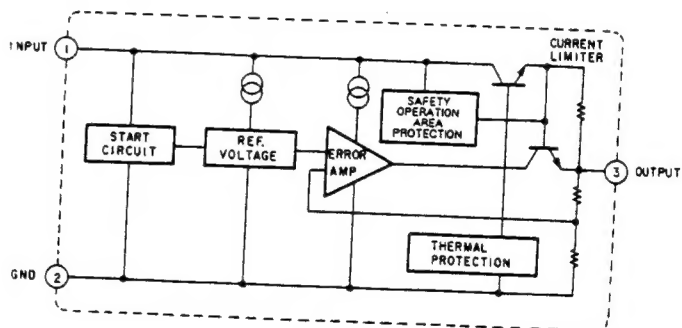 INPUT 1
CURRENT
LIMITER
SAFETY
OPERATION
AREA
PROTECTION
START
CIRCUIT
REF.
VOLTAGE
ERROR
AMP
3 OUTPUT
THERMAL
PROTECTION
GND 2